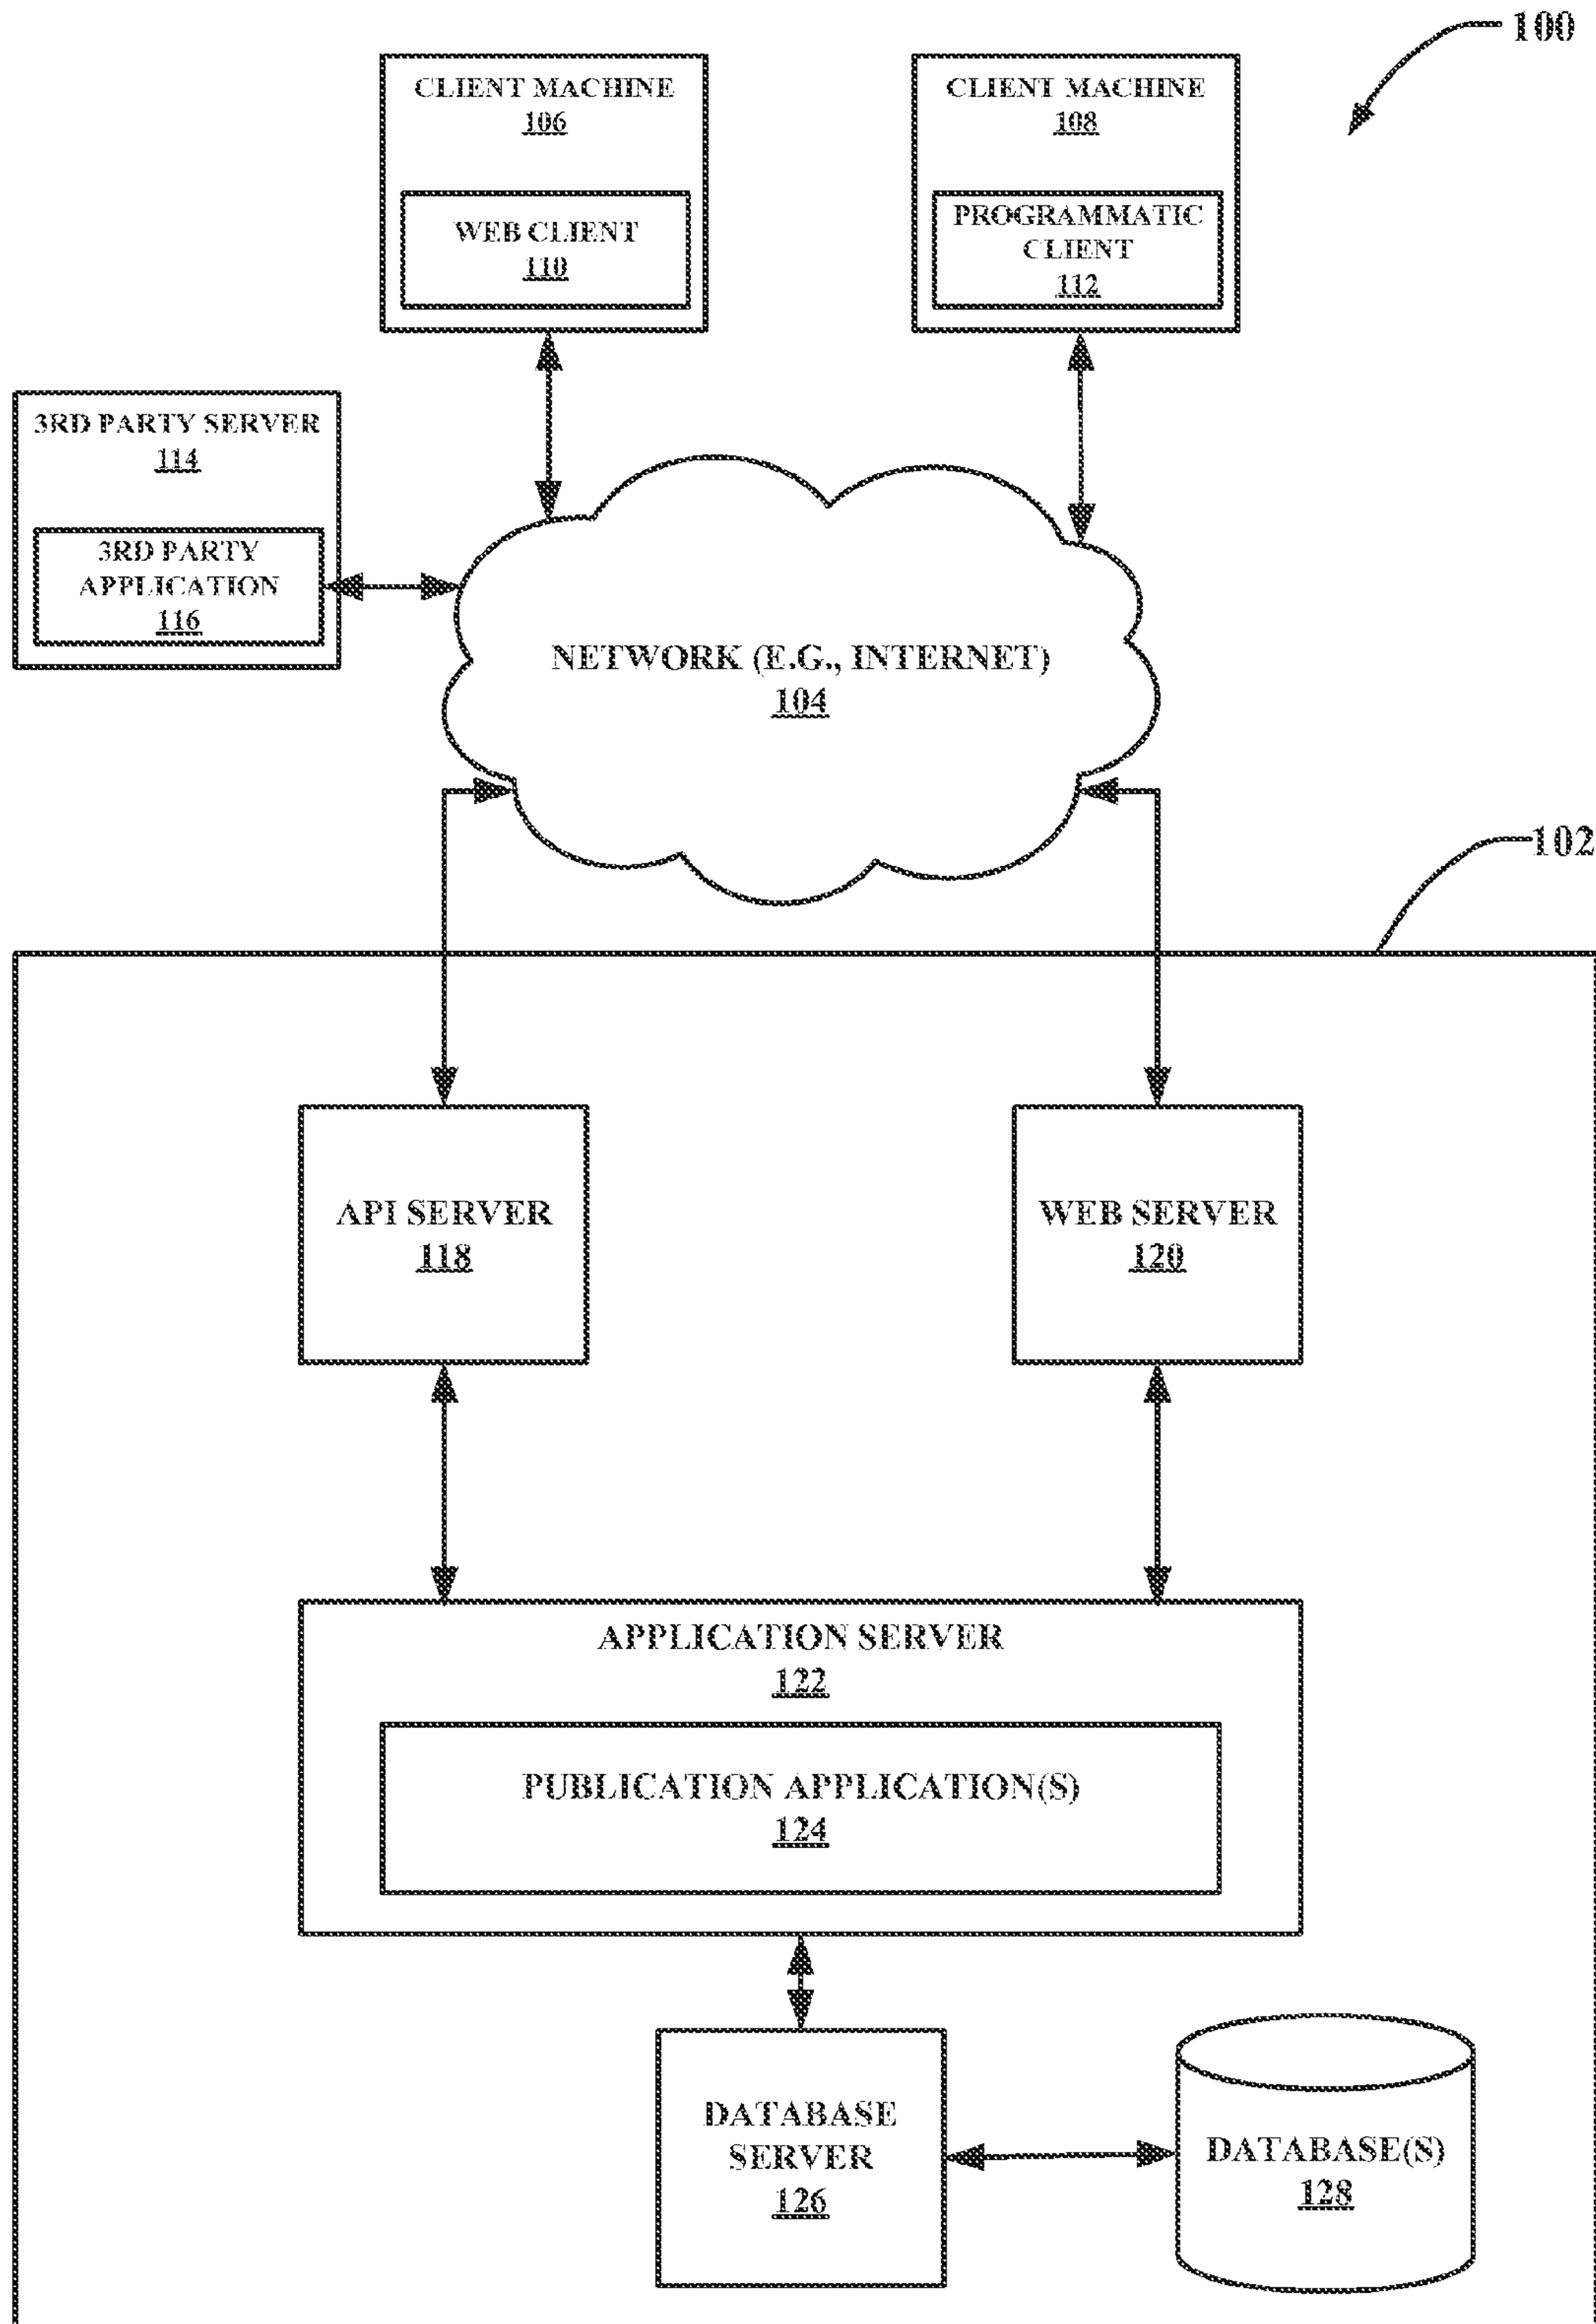 100
CLIENT MACHINE
106
WEB CLIENT
110
CLIENT MACHINE
108
PROGRAMMATIC
CLIENT
112
3RD PARTY SERVER
114
3RD PARTY
APPLICATION
116
NETWORK (E.G., INTERNET)
104
102
API SERVER
118
WEB SERVER
120
APPLICATION SERVER
122
PUBLICATION APPLICATION(S)
124
DATABASE
SERVER
126
DATABASE(S)
128